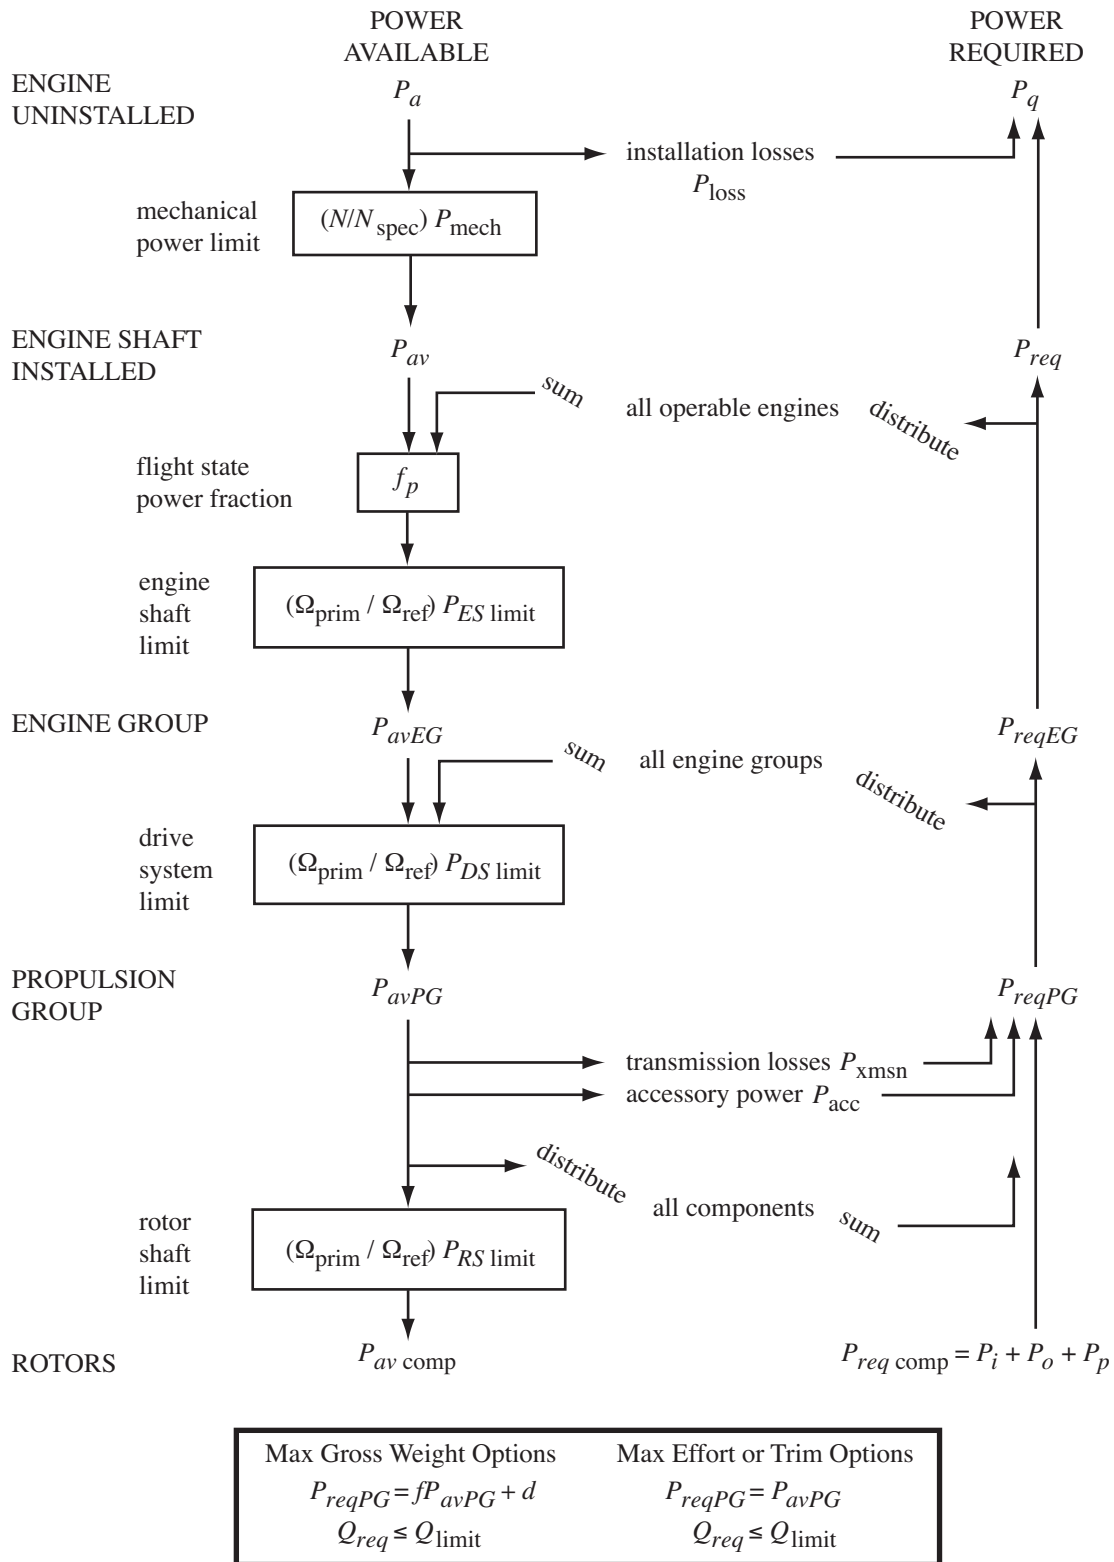 POWER AVAILABLE
POWER REQUIRED
ENGINE UNINSTALLED
P_a
P_q
installation losses
P_loss
mechanical power limit
(N/N_spec) P_mech
ENGINE SHAFT INSTALLED
P_av
P_req
sum
all operable engines
distribute
flight state power fraction
f_p
engine shaft limit
(Ω_prim / Ω_ref) P_ES limit
ENGINE GROUP
P_avEG
P_reqEG
sum
all engine groups
distribute
drive system limit
(Ω_prim / Ω_ref) P_DS limit
PROPULSION GROUP
P_avPG
P_reqPG
transmission losses P_xmsn
accessory power P_acc
distribute
all components
sum
rotor shaft limit
(Ω_prim / Ω_ref) P_RS limit
ROTORS
P_av comp
P_req comp = P_i + P_o + P_p
Max Gross Weight Options
P_reqPG = fP_avPG + d
Q_req ≤ Q_limit
Max Effort or Trim Options
P_reqPG = P_avPG
Q_req ≤ Q_limit